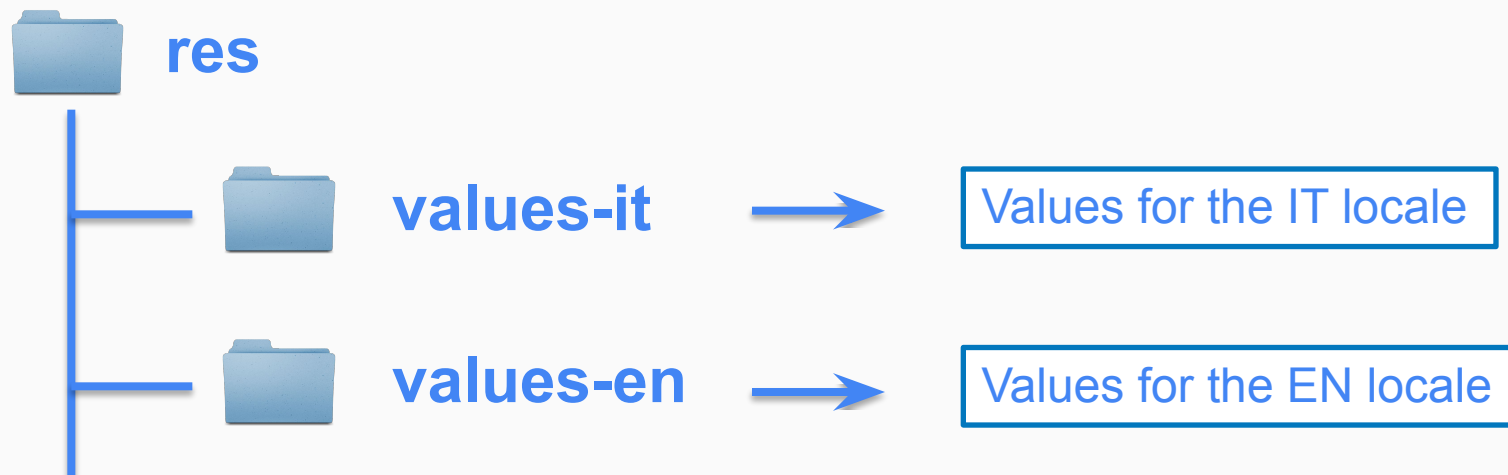 res
values-it
Values for the IT locale
values-en
Values for the EN locale